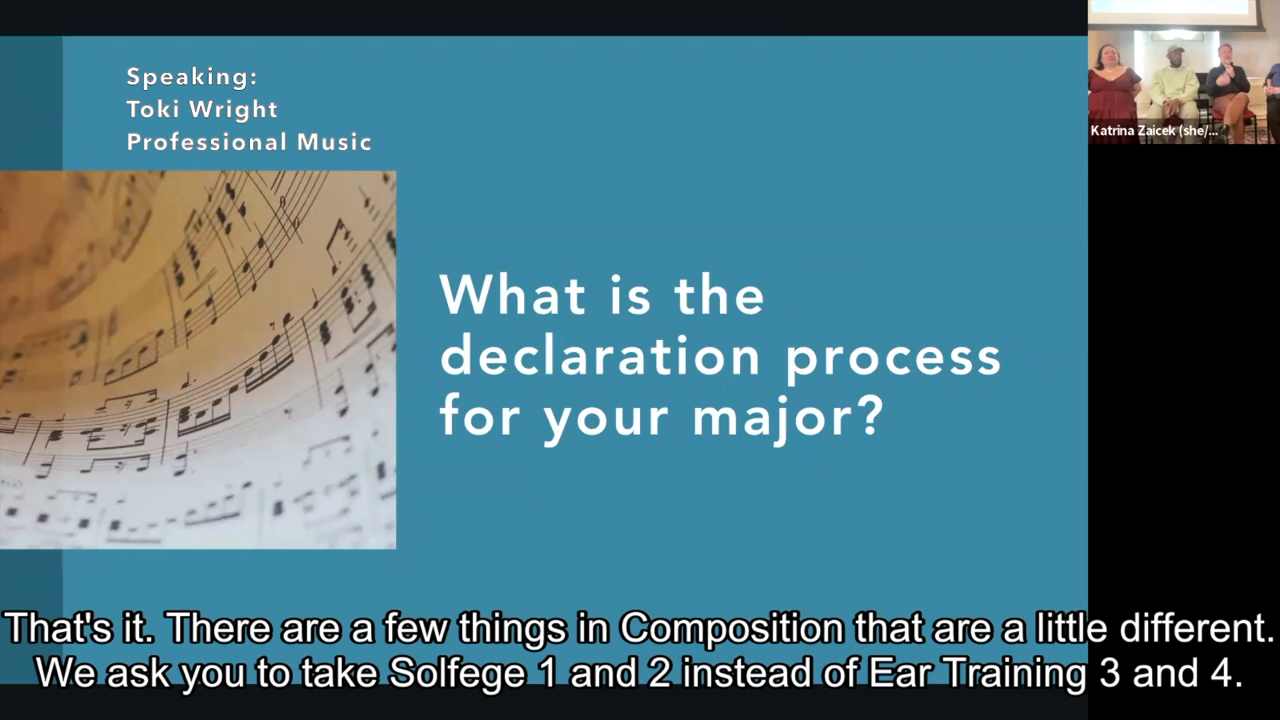 Speaking:
Toki Wright
Professional Music
Katrina Zaicek (she/...
What is the
declaration process
for your major?
That's it. There are a few things in Composition that are a little different.
We ask you to take Solfege 1 and 2 instead of Ear Training 3 and 4.